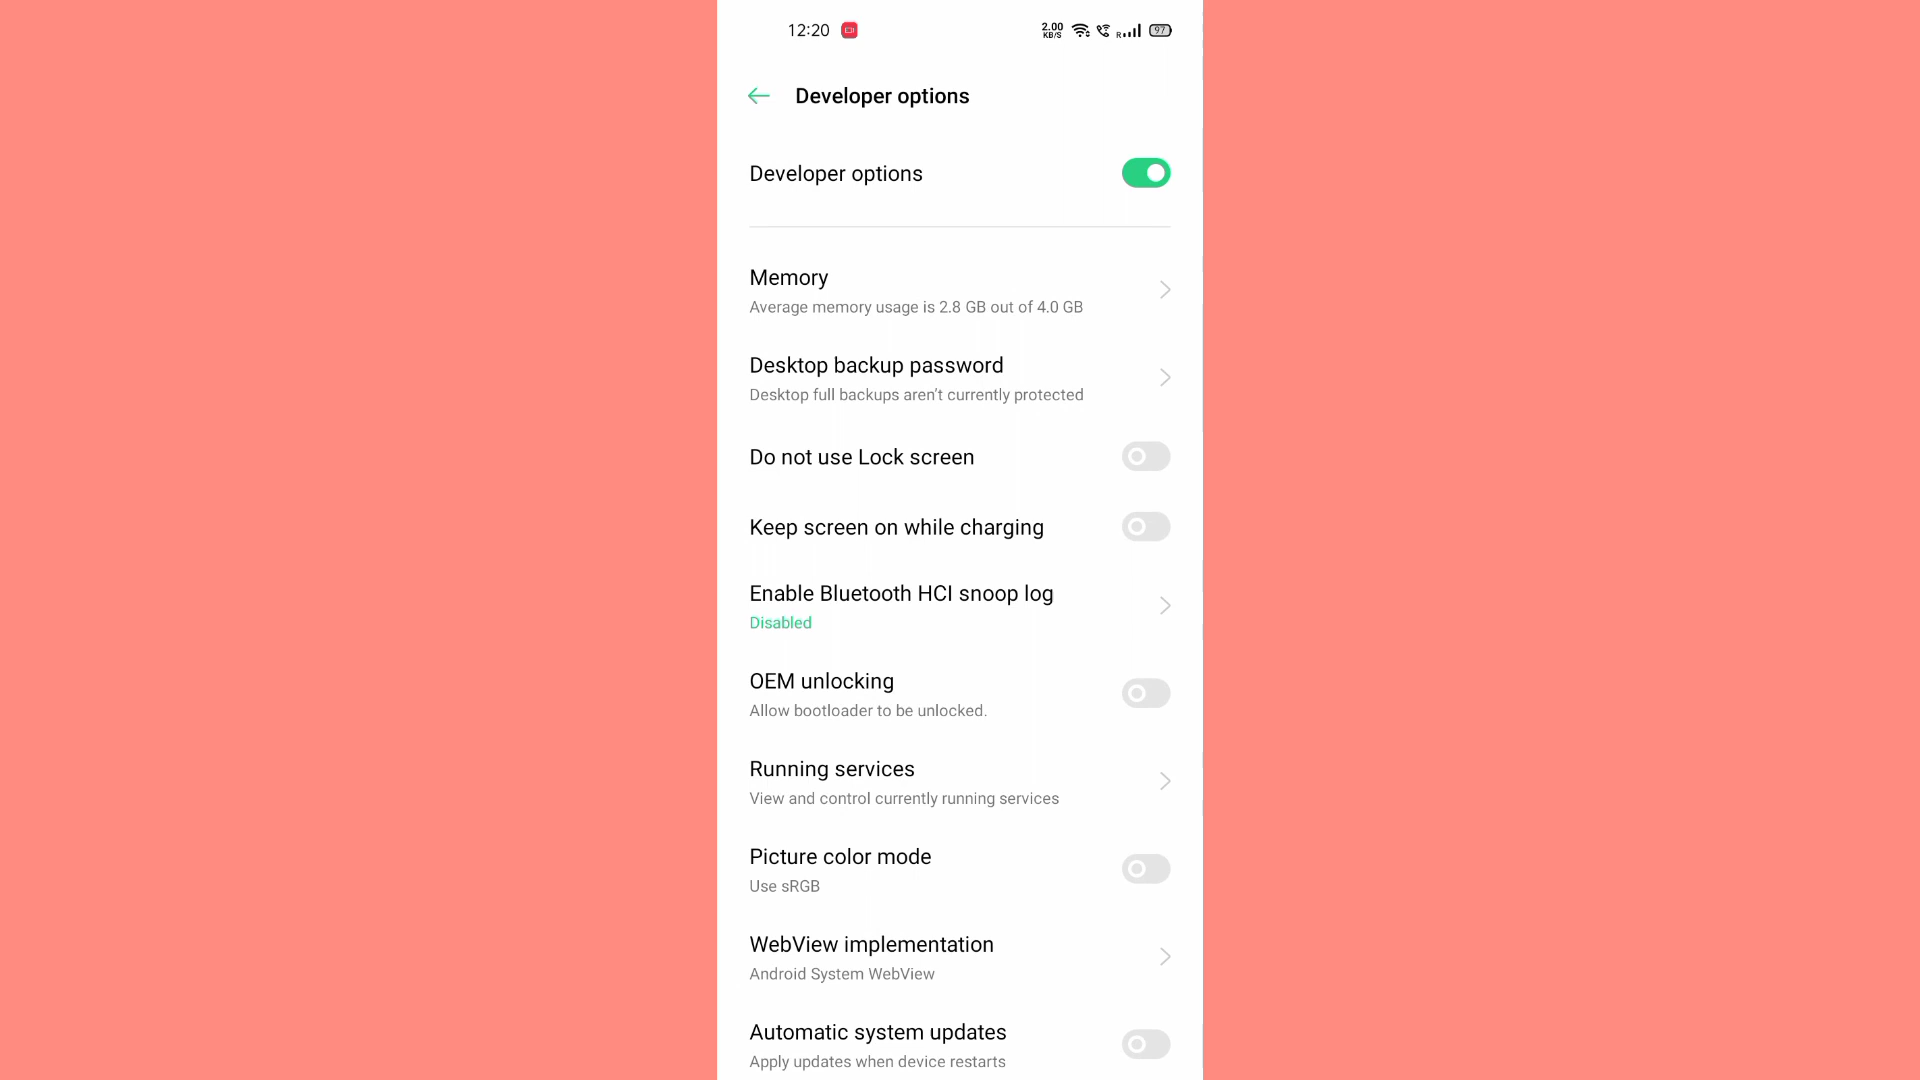 12:20
2.00
KB/S
R
97
Developer options
Developer options
Memory
Average memory usage is 2.8 GB out of 4.0 GB
Desktop backup password
Desktop full backups aren’t currently protected
Do not use Lock screen
Keep screen on while charging
Enable Bluetooth HCI snoop log
Disabled
OEM unlocking
Allow bootloader to be unlocked.
Running services
View and control currently running services
Picture color mode
Use sRGB
WebView implementation
Android System WebView
Automatic system updates
Apply updates when device restarts